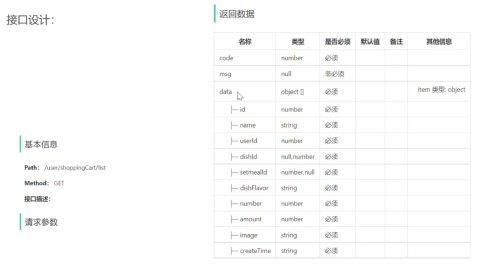 接口设计：
基本信息
Path： /user/shoppingCart/list
Method： GET
接口描述：
请求参数
返回数据
名称 类型 是否必须 默认值 备注 其他信息
code number 必须
msg null 非必须
data object [] 必须 item 类型: object
├─ id number 必须
├─ name string 必须
├─ userId number 必须
├─ dishId null,number 必须
├─ setmealId number,null 必须
├─ dishFlavor string 必须
├─ number number 必须
├─ amount number 必须
├─ image string 必须
├─ createTime string 必须